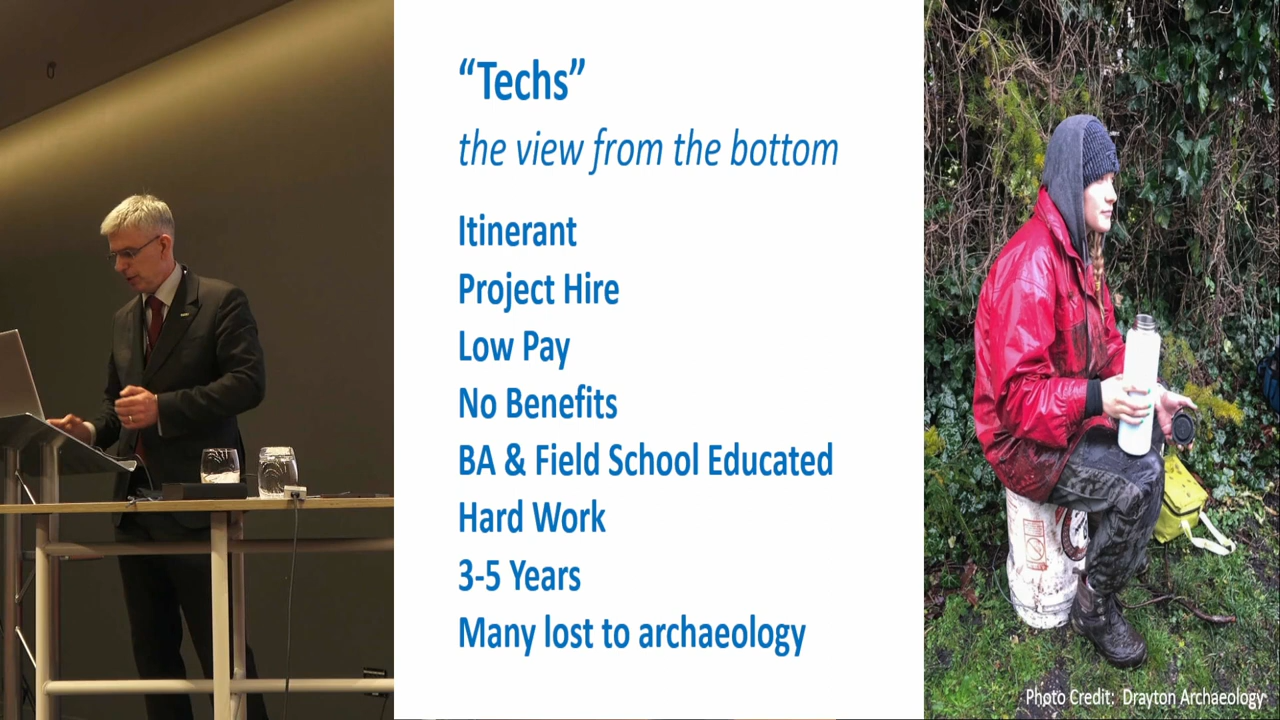 “Techs”
the view from the bottom
Itinerant
Project Hire
Low Pay
No Benefits
BA & Field School Educated
Hard Work
3-5 Years
Many lost to archaeology
Photo Credit: Drayton Archaeology